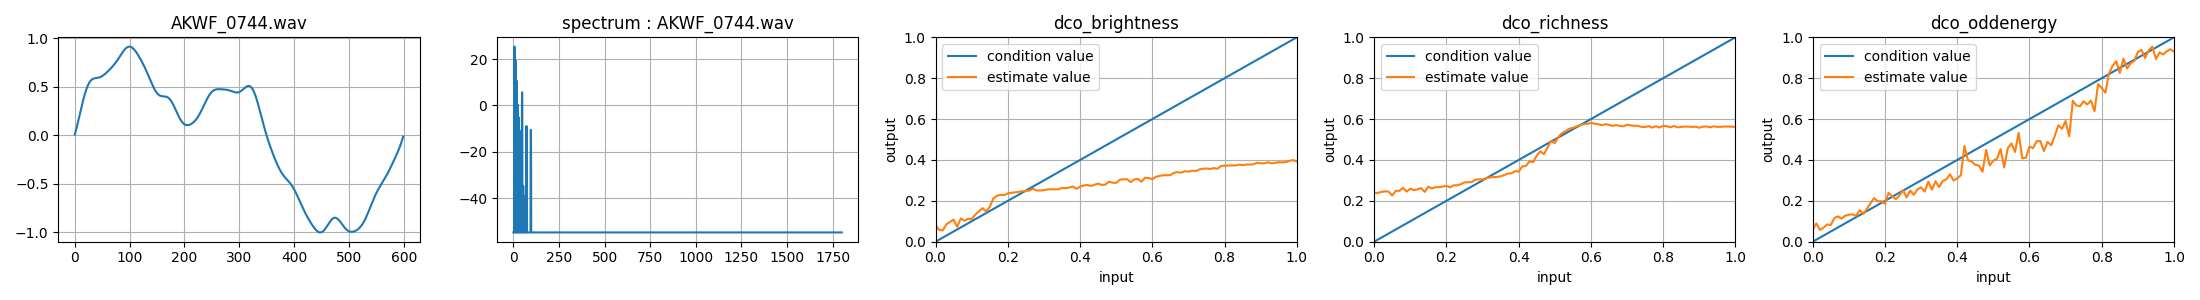 AKWF_0744.wav
1.0
0.5
0.0
−0.5
−1.0
0 100 200 300 400 500 600
spectrum : AKWF_0744.wav
20
0
−20
−40
0 250 500 750 1000 1250 1500 1750
dco_brightness
condition value
estimate value
output
1.0
0.8
0.6
0.4
0.2
0.0
0.0 0.2 0.4 0.6 0.8 1.0
input
dco_richness
condition value
estimate value
output
1.0
0.8
0.6
0.4
0.2
0.0
0.0 0.2 0.4 0.6 0.8 1.0
input
dco_oddenergy
condition value
estimate value
output
1.0
0.8
0.6
0.4
0.2
0.0
0.0 0.2 0.4 0.6 0.8 1.0
input